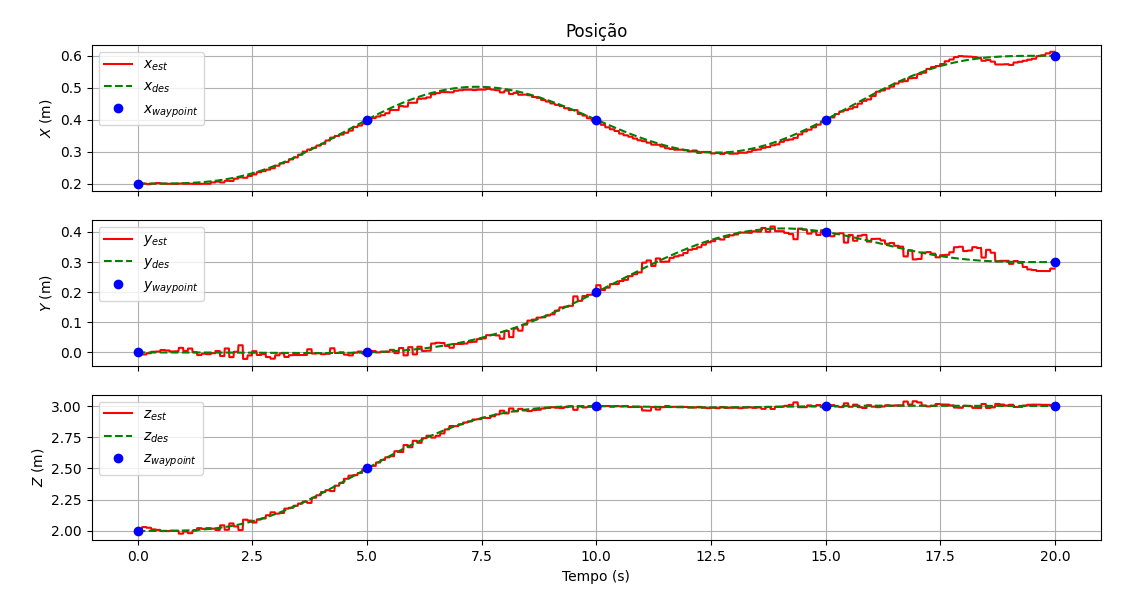 Posição
X (m)
0.6
0.5
0.4
0.3
0.2
x_est
x_des
x_waypoint
Y (m)
0.4
0.3
0.2
0.1
0.0
y_est
y_des
y_waypoint
Z (m)
3.00
2.75
2.50
2.25
2.00
z_est
z_des
z_waypoint
0.0 2.5 5.0 7.5 10.0 12.5 15.0 17.5 20.0
Tempo (s)